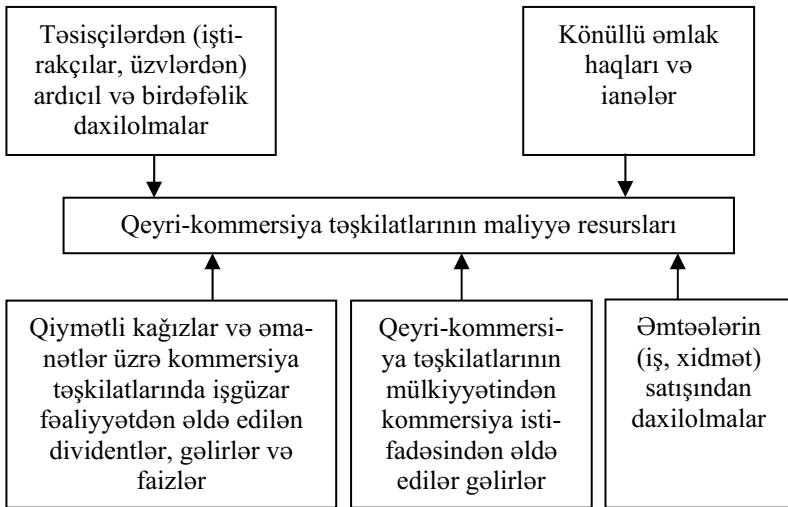 Təsisçilərdən (işti-
rakçılar, üzvlərdən)
ardıcıl və birdəfəlik
daxilolmalar
Könüllü əmlak
haqları və
ianələr
Qeyri-kommersiya təşkilatlarının maliyyə resursları
Qiymətli kağızlar və əma-
nətlər üzrə kommersiya
təşkilatlarında işgüzar
fəaliyyətdən əldə edilən
dividentlər, gəlirlər və
faizlər
Qeyri-kommersi-
ya təşkilatlarının
mülkiyyətindən
kommersiya isti-
fadəsindən əldə
edilər gəlirlər
Əmtəələrin
(iş, xidmət)
satışından
daxilolmalar